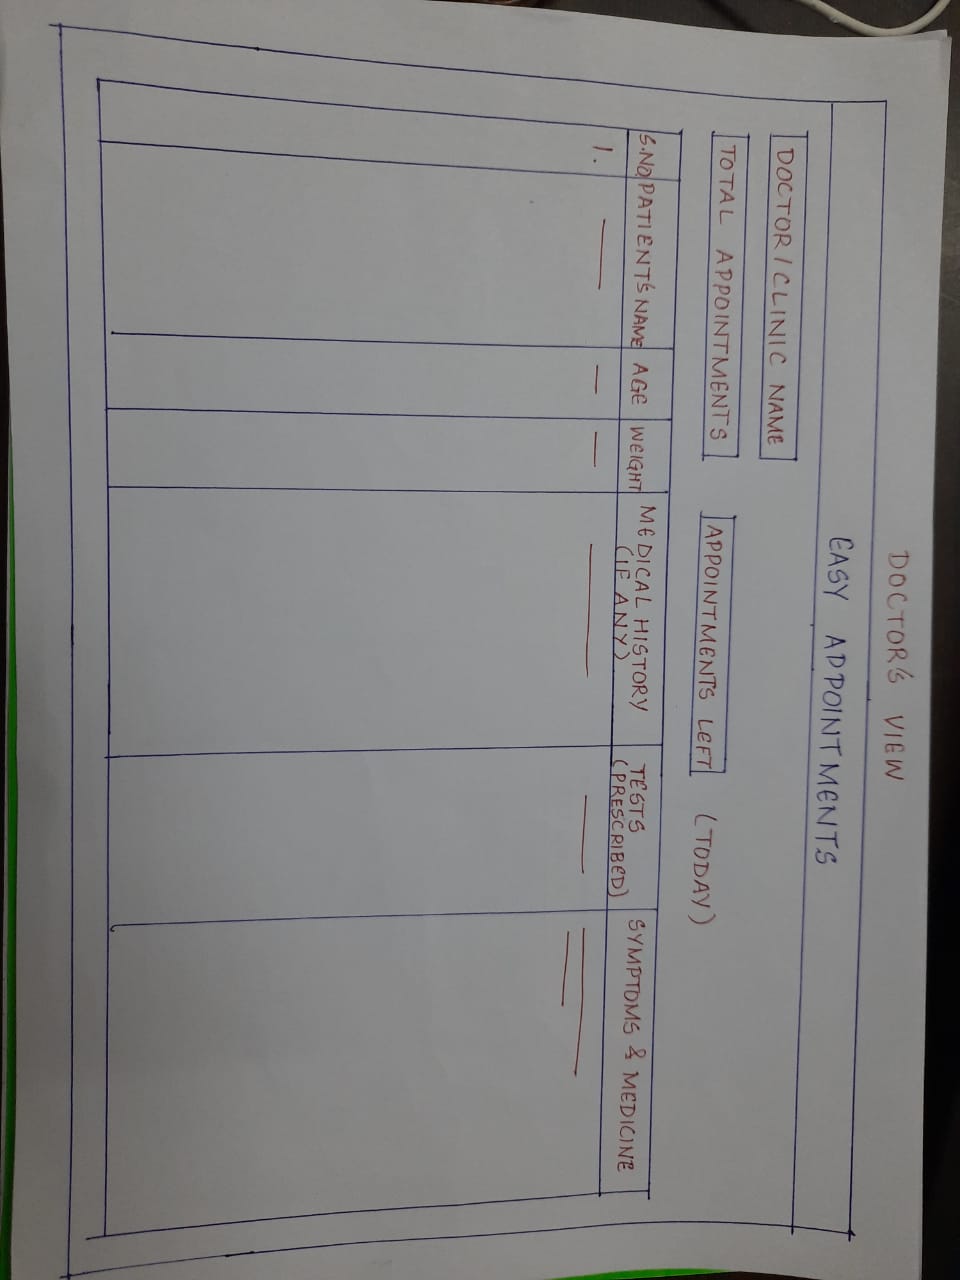 DOCTOR'S VIEW
EASY APPOINTMENTS
DOCTOR/CLINIC NAME
TOTAL APPOINTMENTS APPOINTMENTS LEFT (TODAY)
S.NO. PATIENT'S NAME AGE WEIGHT MEDICAL HISTORY (IF ANY) TESTS (PRESCRIBED) SYMPTOMS & MEDICINE
1.